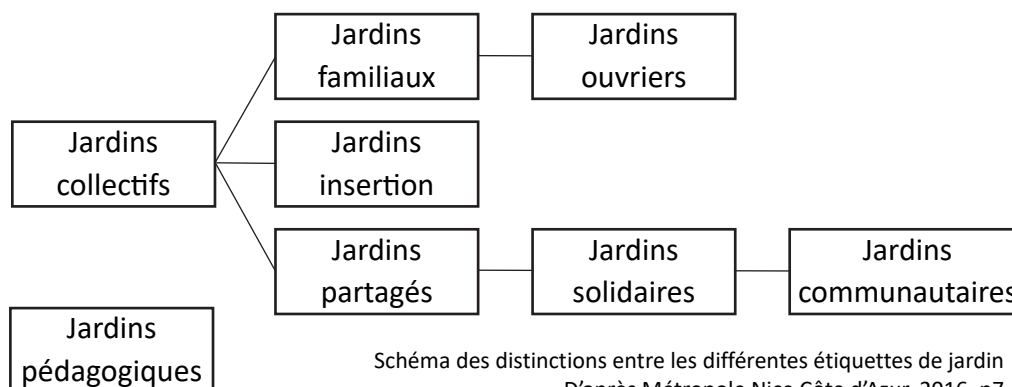 Jardins
familiaux
Jardins
ouvriers
Jardins
collectifs
Jardins
insertion
Jardins
partagés
Jardins
solidaires
Jardins
communautaires
Jardins
pédagogiques
Schéma des distinctions entre les différentes étiquettes de jardin
D'après Métropole Nice Côte d'Azur, 2016, p7